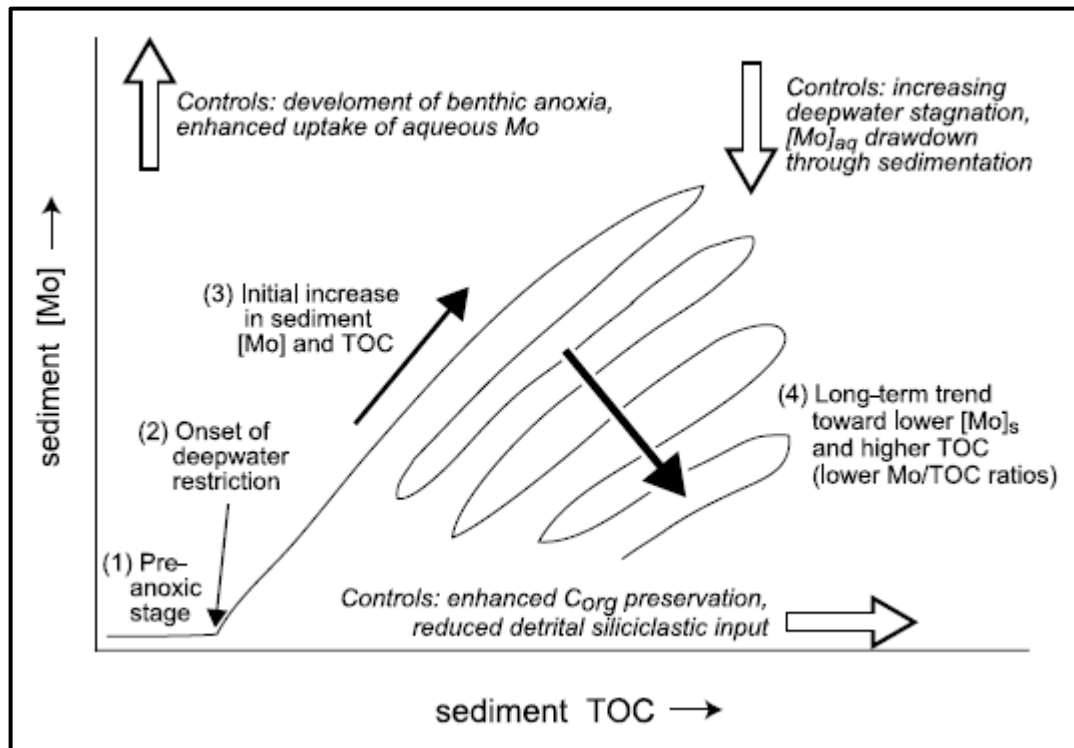 Controls: develoment of benthic anoxia,
enhanced uptake of aqueous Mo
Controls: increasing
deepwater stagnation,
[Mo]aq drawdown
through sedimentation
sediment [Mo] →
(3) Initial increase
in sediment
[Mo] and TOC
(2) Onset of
deepwater
restriction
(4) Long–term trend
toward lower [Mo]s
and higher TOC
(lower Mo/TOC ratios)
(1) Pre–
anoxic
stage
Controls: enhanced Corg preservation,
reduced detrital siliciclastic input
sediment TOC →